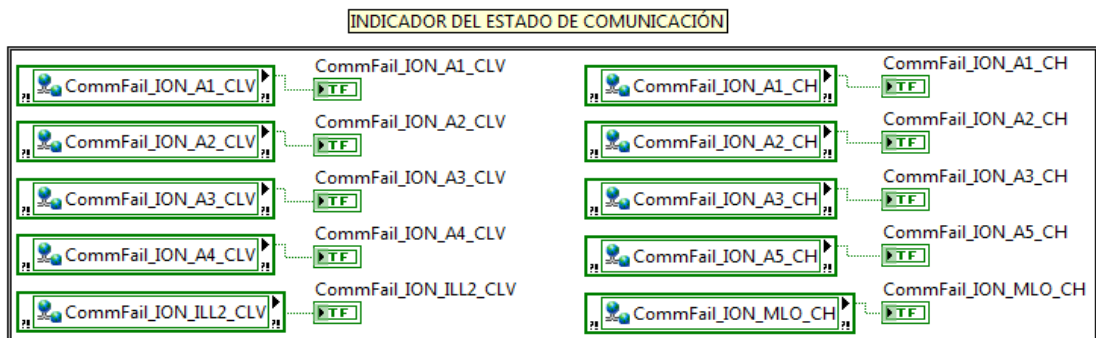 INDICADOR DEL ESTADO DE COMUNICACIÓN
CommFail_ION_A1_CLV
CommFail_ION_A1_CLV
TF
?!
?!
CommFail_ION_A2_CLV
CommFail_ION_A2_CLV
TF
?!
?!
CommFail_ION_A3_CLV
CommFail_ION_A3_CLV
TF
?!
?!
CommFail_ION_A4_CLV
CommFail_ION_A4_CLV
TF
?!
?!
CommFail_ION_ILL2_CLV
CommFail_ION_ILL2_CLV
TF
?!
?!
CommFail_ION_A1_CH
CommFail_ION_A1_CH
TF
?!
?!
CommFail_ION_A2_CH
CommFail_ION_A2_CH
TF
?!
?!
CommFail_ION_A3_CH
CommFail_ION_A3_CH
TF
?!
?!
CommFail_ION_A5_CH
CommFail_ION_A5_CH
TF
?!
?!
CommFail_ION_MLO_CH
CommFail_ION_MLO_CH
TF
?!
?!